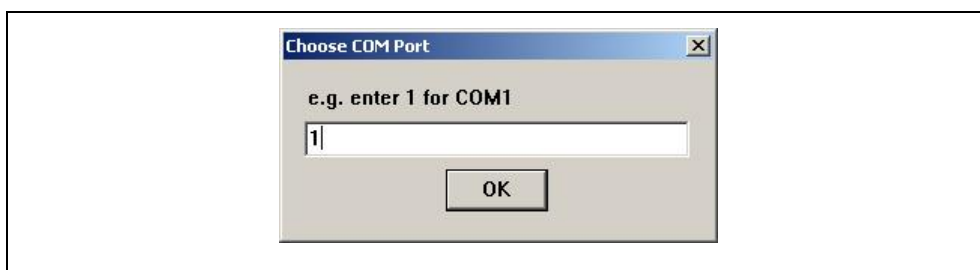 Choose COM Port
e.g. enter 1 for COM1
1
OK